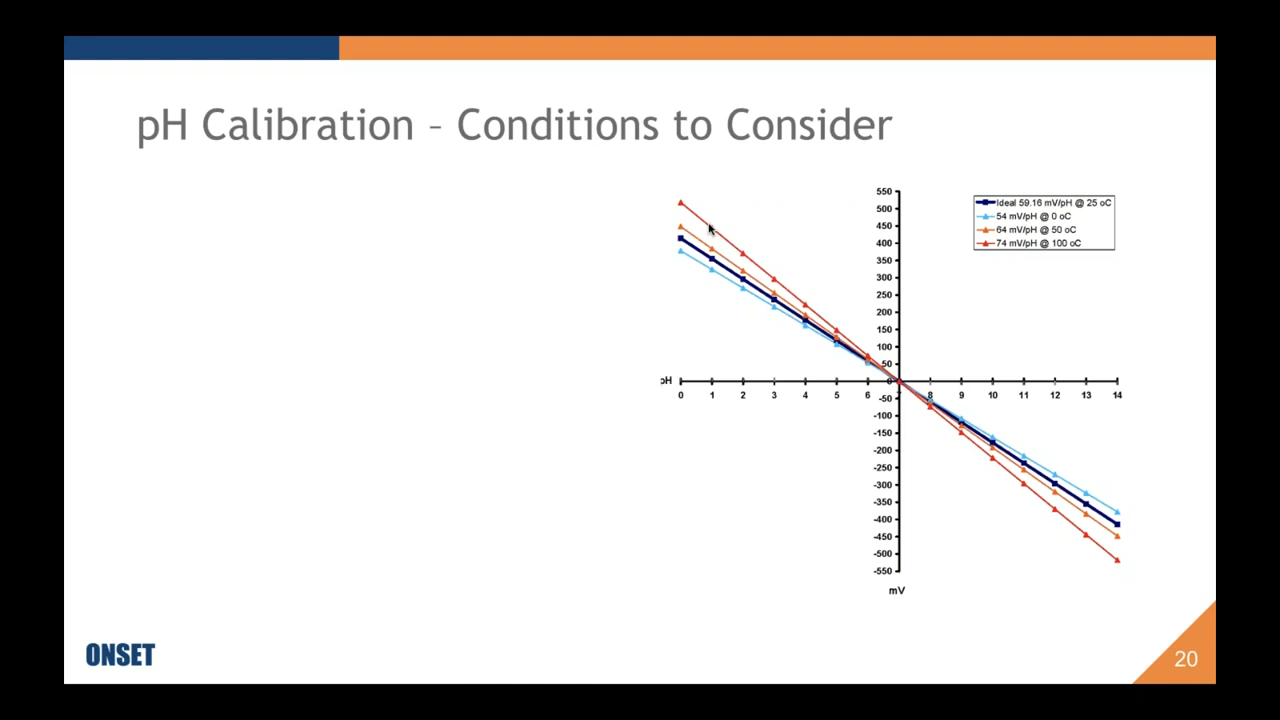 pH Calibration – Conditions to Consider
550
500
450
400
350
300
250
200
150
100
50
0
-50
-100
-150
-200
-250
-300
-350
-400
-450
-500
-550
Ideal 59.16 mV/pH @ 25 oC
54 mV/pH @ 0 oC
64 mV/pH @ 50 oC
74 mV/pH @ 100 oC
pH
0 1 2 3 4 5 6 8 9 10 11 12 13 14
mV
ONSET
20